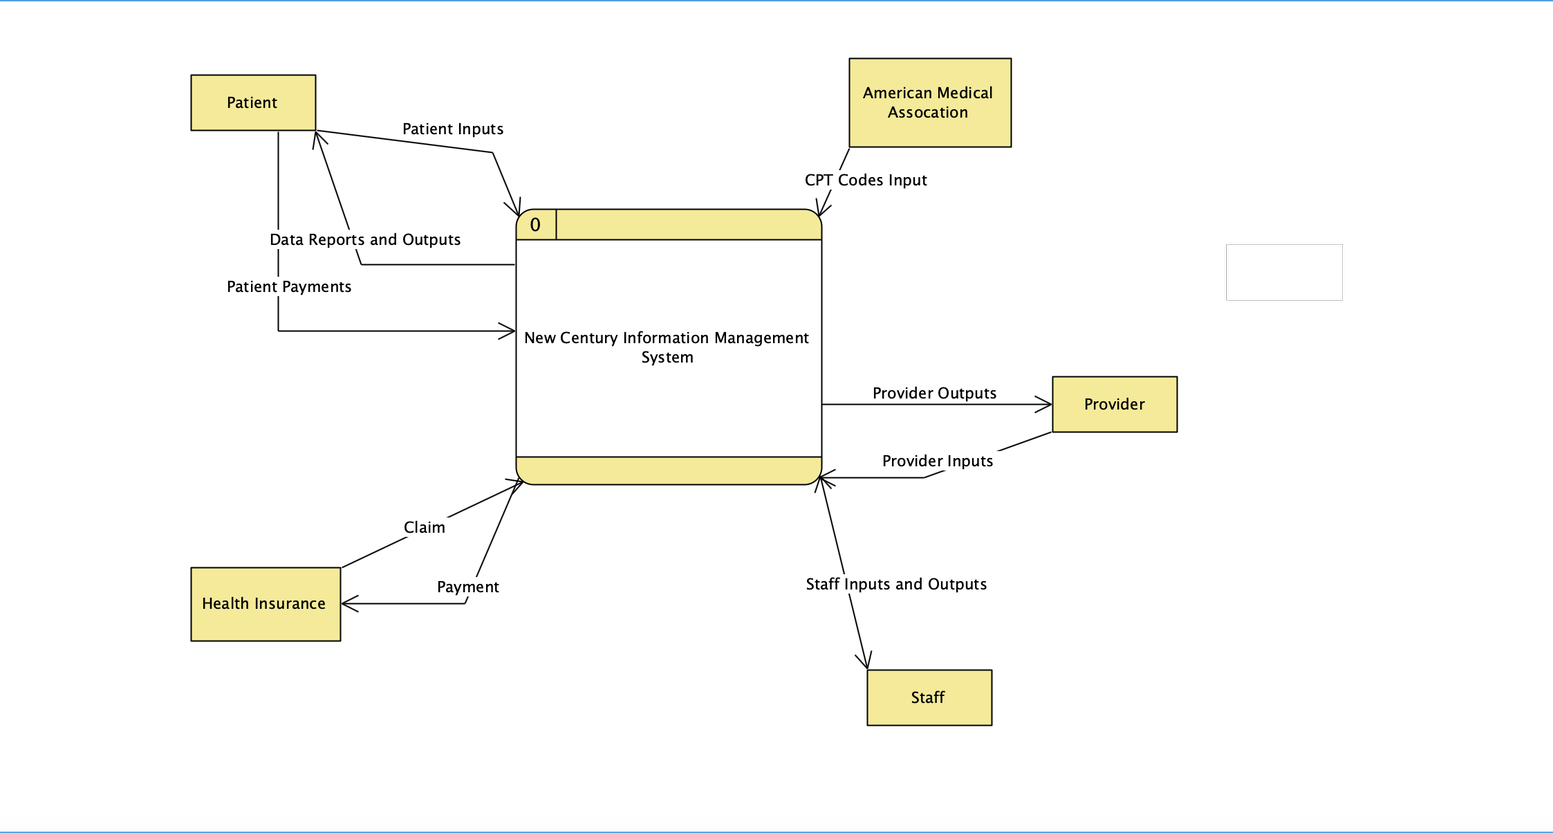 Patient
American Medical
Assocation
Patient Inputs
CPT Codes Input
0
Data Reports and Outputs
Patient Payments
New Century Information Management
System
Provider Outputs
Provider
Provider Inputs
Claim
Payment
Health Insurance
Staff Inputs and Outputs
Staff